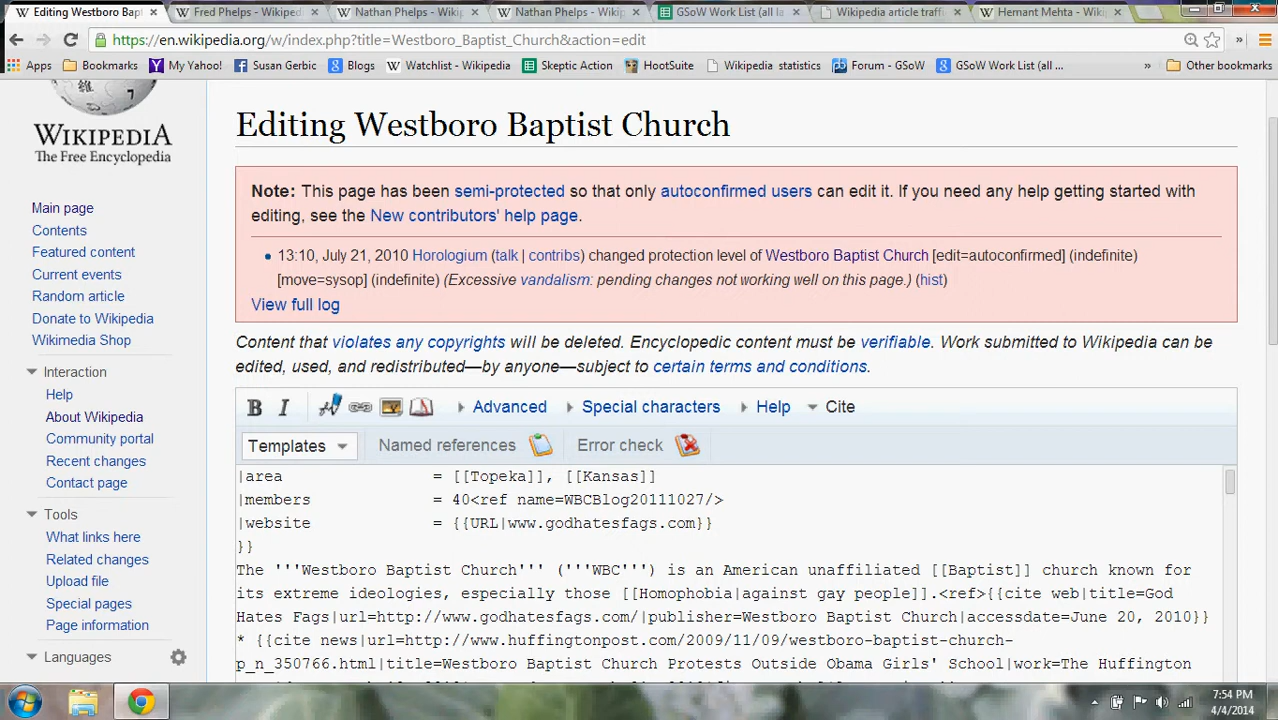 Editing Westboro Bap
Fred Phelps - Wikiped
Nathan Phelps - Wikip
Nathan Phelps - Wikip
GSoW Work List (all la
Wikipedia article traff
Hemant Mehta - Wikip
https://en.wikipedia.org/w/index.php?title=Westboro_Baptist_Church&action=edit
Apps
Bookmarks
My Yahoo!
Susan Gerbic
Blogs
Watchlist - Wikipedia
Skeptic Action
HootSuite
Wikipedia statistics
Forum - GSoW
GSoW Work List (all ...
»
Other bookmarks
WIKIPEDIA
The Free Encyclopedia
Main page
Contents
Featured content
Current events
Random article
Donate to Wikipedia
Wikimedia Shop
Interaction
Help
About Wikipedia
Community portal
Recent changes
Contact page
Tools
What links here
Related changes
Upload file
Special pages
Page information
Languages
Editing Westboro Baptist Church
Note: This page has been semi-protected so that only autoconfirmed users can edit it. If you need any help getting started with
editing, see the New contributors' help page.
• 13:10, July 21, 2010 Horologium (talk | contribs) changed protection level of Westboro Baptist Church [edit=autoconfirmed] (indefinite)
[move=sysop] (indefinite) (Excessive vandalism: pending changes not working well on this page.) (hist)
View full log
Content that violates any copyrights will be deleted. Encyclopedic content must be verifiable. Work submitted to Wikipedia can be
edited, used, and redistributed—by anyone—subject to certain terms and conditions.
B I Advanced Special characters Help Cite
Templates Named references Error check
|area = [[Topeka]], [[Kansas]]
|members = 40<ref name=WBCBlog20111027/>
|website = {{URL|www.godhatesfags.com}}
}}
The '''Westboro Baptist Church''' ('''WBC''') is an American unaffiliated [[Baptist]] church known for
its extreme ideologies, especially those [[Homophobia|against gay people]].<ref>{{cite web|title=God
Hates Fags|url=http://www.godhatesfags.com/|publisher=Westboro Baptist Church|accessdate=June 20, 2010}}
* {{cite news|url=http://www.huffingtonpost.com/2009/11/09/westboro-baptist-church-
p_n_350766.html|title=Westboro Baptist Church Protests Outside Obama Girls' School|work=The Huffington
7:54 PM
4/4/2014